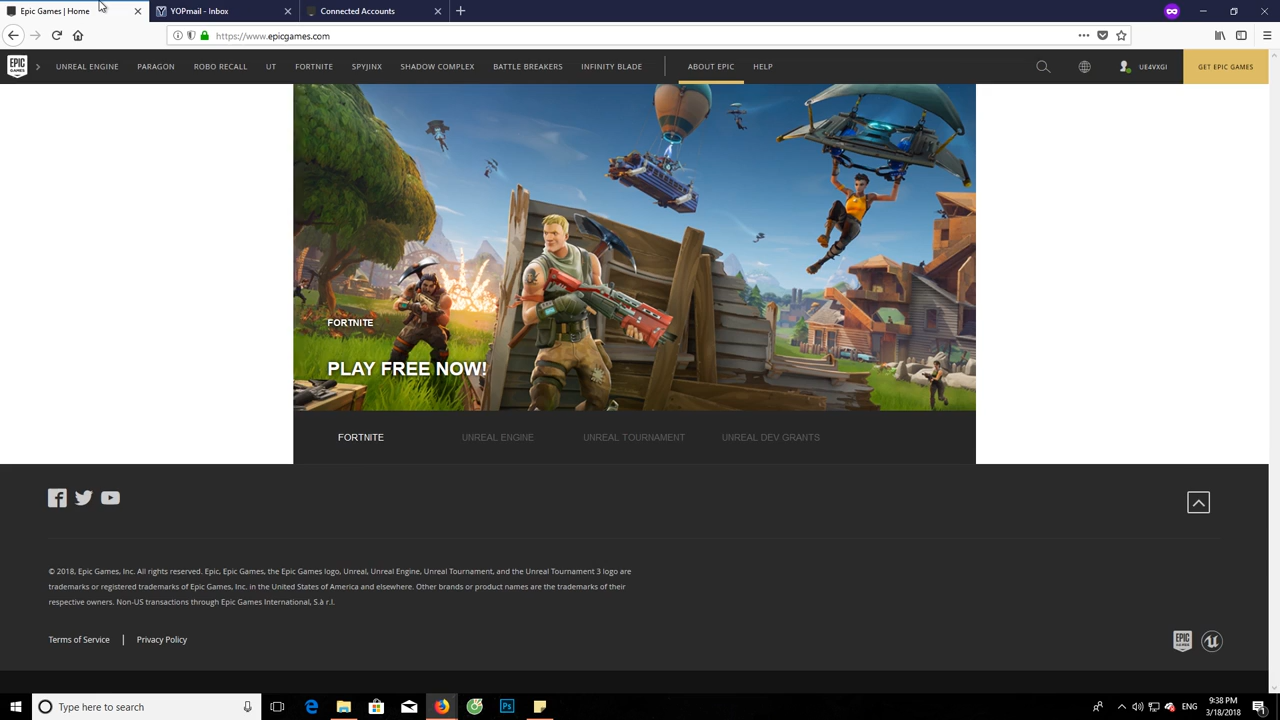 Epic Games | Home
YOPmail - Inbox
Connected Accounts
https://www.epicgames.com
EPIC GAMES
UNREAL ENGINE
PARAGON
ROBO RECALL
UT
FORTNITE
SPYJINX
SHADOW COMPLEX
BATTLE BREAKERS
INFINITY BLADE
ABOUT EPIC
HELP
UE4VXGI
GET EPIC GAMES
FORTNITE
PLAY FREE NOW!
FORTNITE
UNREAL ENGINE
UNREAL TOURNAMENT
UNREAL DEV GRANTS
© 2018, Epic Games, Inc. All rights reserved. Epic, Epic Games, the Epic Games logo, Unreal, Unreal Engine, Unreal Tournament, and the Unreal Tournament 3 logo are
trademarks or registered trademarks of Epic Games, Inc. in the United States of America and elsewhere. Other brands or product names are the trademarks of their
respective owners. Non-US transactions through Epic Games International, S.à r.l.
Terms of Service | Privacy Policy
EPIC GAMES
Type here to search
Ps
ENG
9:38 PM
3/18/2018
1